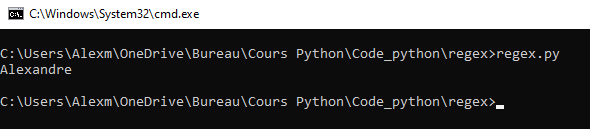 C:\Windows\System32\cmd.exe
C:\Users\Alexm\OneDrive\Bureau\Cours Python\Code_python\regex>regex.py
Alexandre
C:\Users\Alexm\OneDrive\Bureau\Cours Python\Code_python\regex>